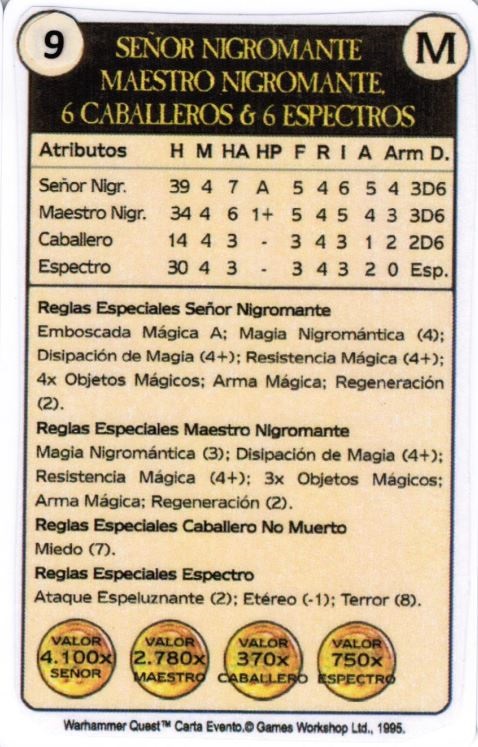 9
M
SEÑOR NIGROMANTE
MAESTRO NIGROMANTE,
6 CABALLEROS & 6 ESPECTROS
Atributos H M HA HP F R I A Arm D.
Señor Nigr. 39 4 7 A 5 4 6 5 4 3D6
Maestro Nigr. 34 4 6 1+ 5 4 5 4 3 3D6
Caballero 14 4 3 - 3 4 3 1 2 2D6
Espectro 30 4 3 - 3 4 3 2 0 Esp.
Reglas Especiales Señor Nigromante
Emboscada Mágica A; Magia Nigromántica (4);
Disipación de Magia (4+); Resistencia Mágica (4+);
4x Objetos Mágicos; Arma Mágica; Regeneración
(2).
Reglas Especiales Maestro Nigromante
Magia Nigromántica (3); Disipación de Magia (4+);
Resistencia Mágica (4+); 3x Objetos Mágicos;
Arma Mágica; Regeneración (2).
Reglas Especiales Caballero No Muerto
Miedo (7).
Reglas Especiales Espectro
Ataque Espeluznante (2); Etéreo (-1); Terror (8).
VALOR
4.100x
SEÑOR
VALOR
2.780x
MAESTRO
VALOR
370x
CABALLERO
VALOR
750x
ESPECTRO
Warhammer Quest™ Carta Evento.© Games Workshop Ltd., 1995.